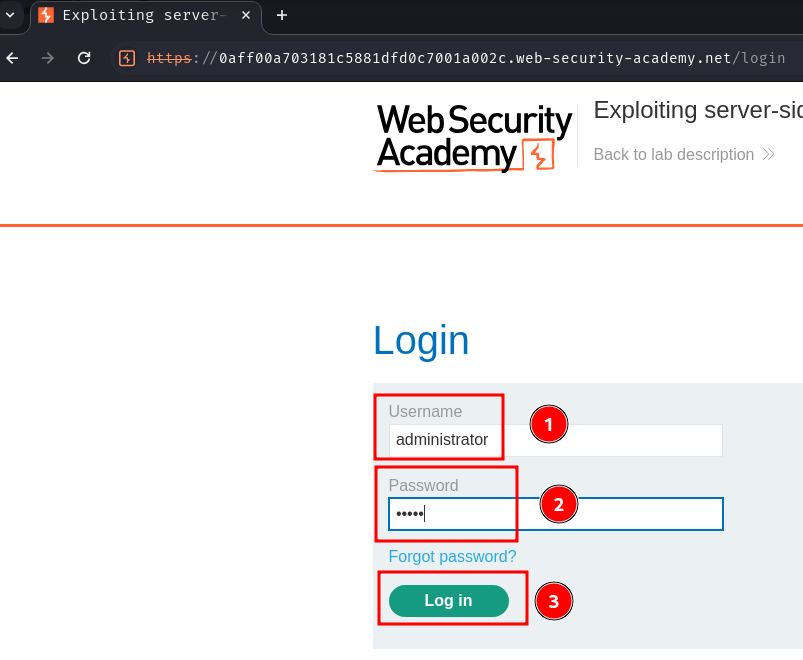 Exploiting server-
https://0aff00a703181c5881dfd0c7001a002c.web-security-academy.net/login
WebSecurity
Academy
Exploiting server-sid
Back to lab description
Login
Username
administrator
1
Password
•••••
2
Forgot password?
Log in
3